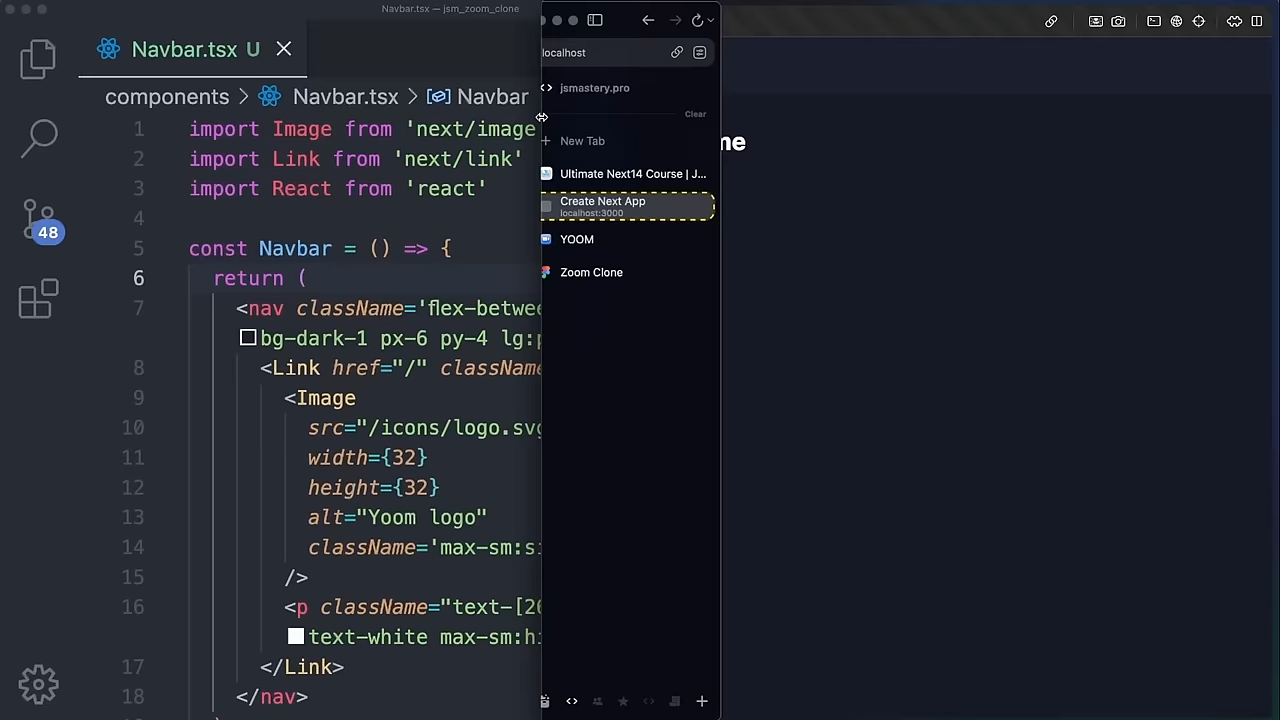 Navbar.tsx — jsm_zoom_clone
Navbar.tsx U
components > Navbar.tsx > Navbar
1 import Image from 'next/image
2 import Link from 'next/link'
3 import React from 'react'
4
5 const Navbar = () => {
6 return (
7 <nav className='flex-betwee
bg-dark-1 px-6 py-4 lg:p
8 <Link href="/" classNam
9 <Image
10 src="/icons/logo.svg
11 width={32}
12 height={32}
13 alt="Yoom logo"
14 className='max-sm:si
15 />
16 <p className="text-[26
text-white max-sm:hi
17 </Link>
18 </nav>
48
localhost
jsmastery.pro
Clear
New Tab
Ultimate Next14 Course | J...
Create Next App
localhost:3000
YOOM
Zoom Clone
me